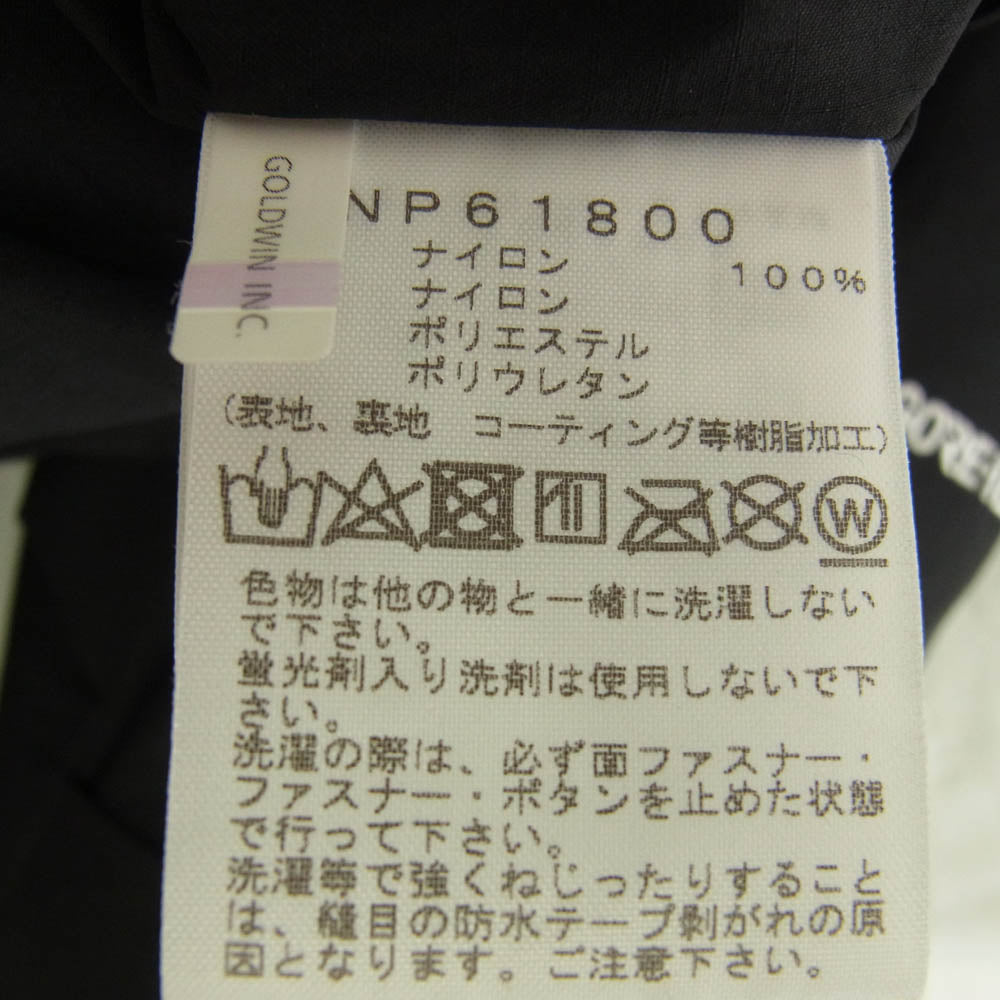 GOLDWIN INC.
NP61800
ナイロン 100%
ナイロン
ポリエステル
ポリウレタン
(表地、裏地 コーティング等樹脂加工)
W
色物は他の物と一緒に洗濯しない
で下さい。
蛍光剤入り洗剤は使用しないで下
さい。
洗濯の際は、必ず面ファスナー・
ファスナー・ボタンを止めた状態
で行って下さい。
洗濯等で強くねじったりすること
は、縫目の防水テープ剥がれの原
因となります。ご注意下さい。